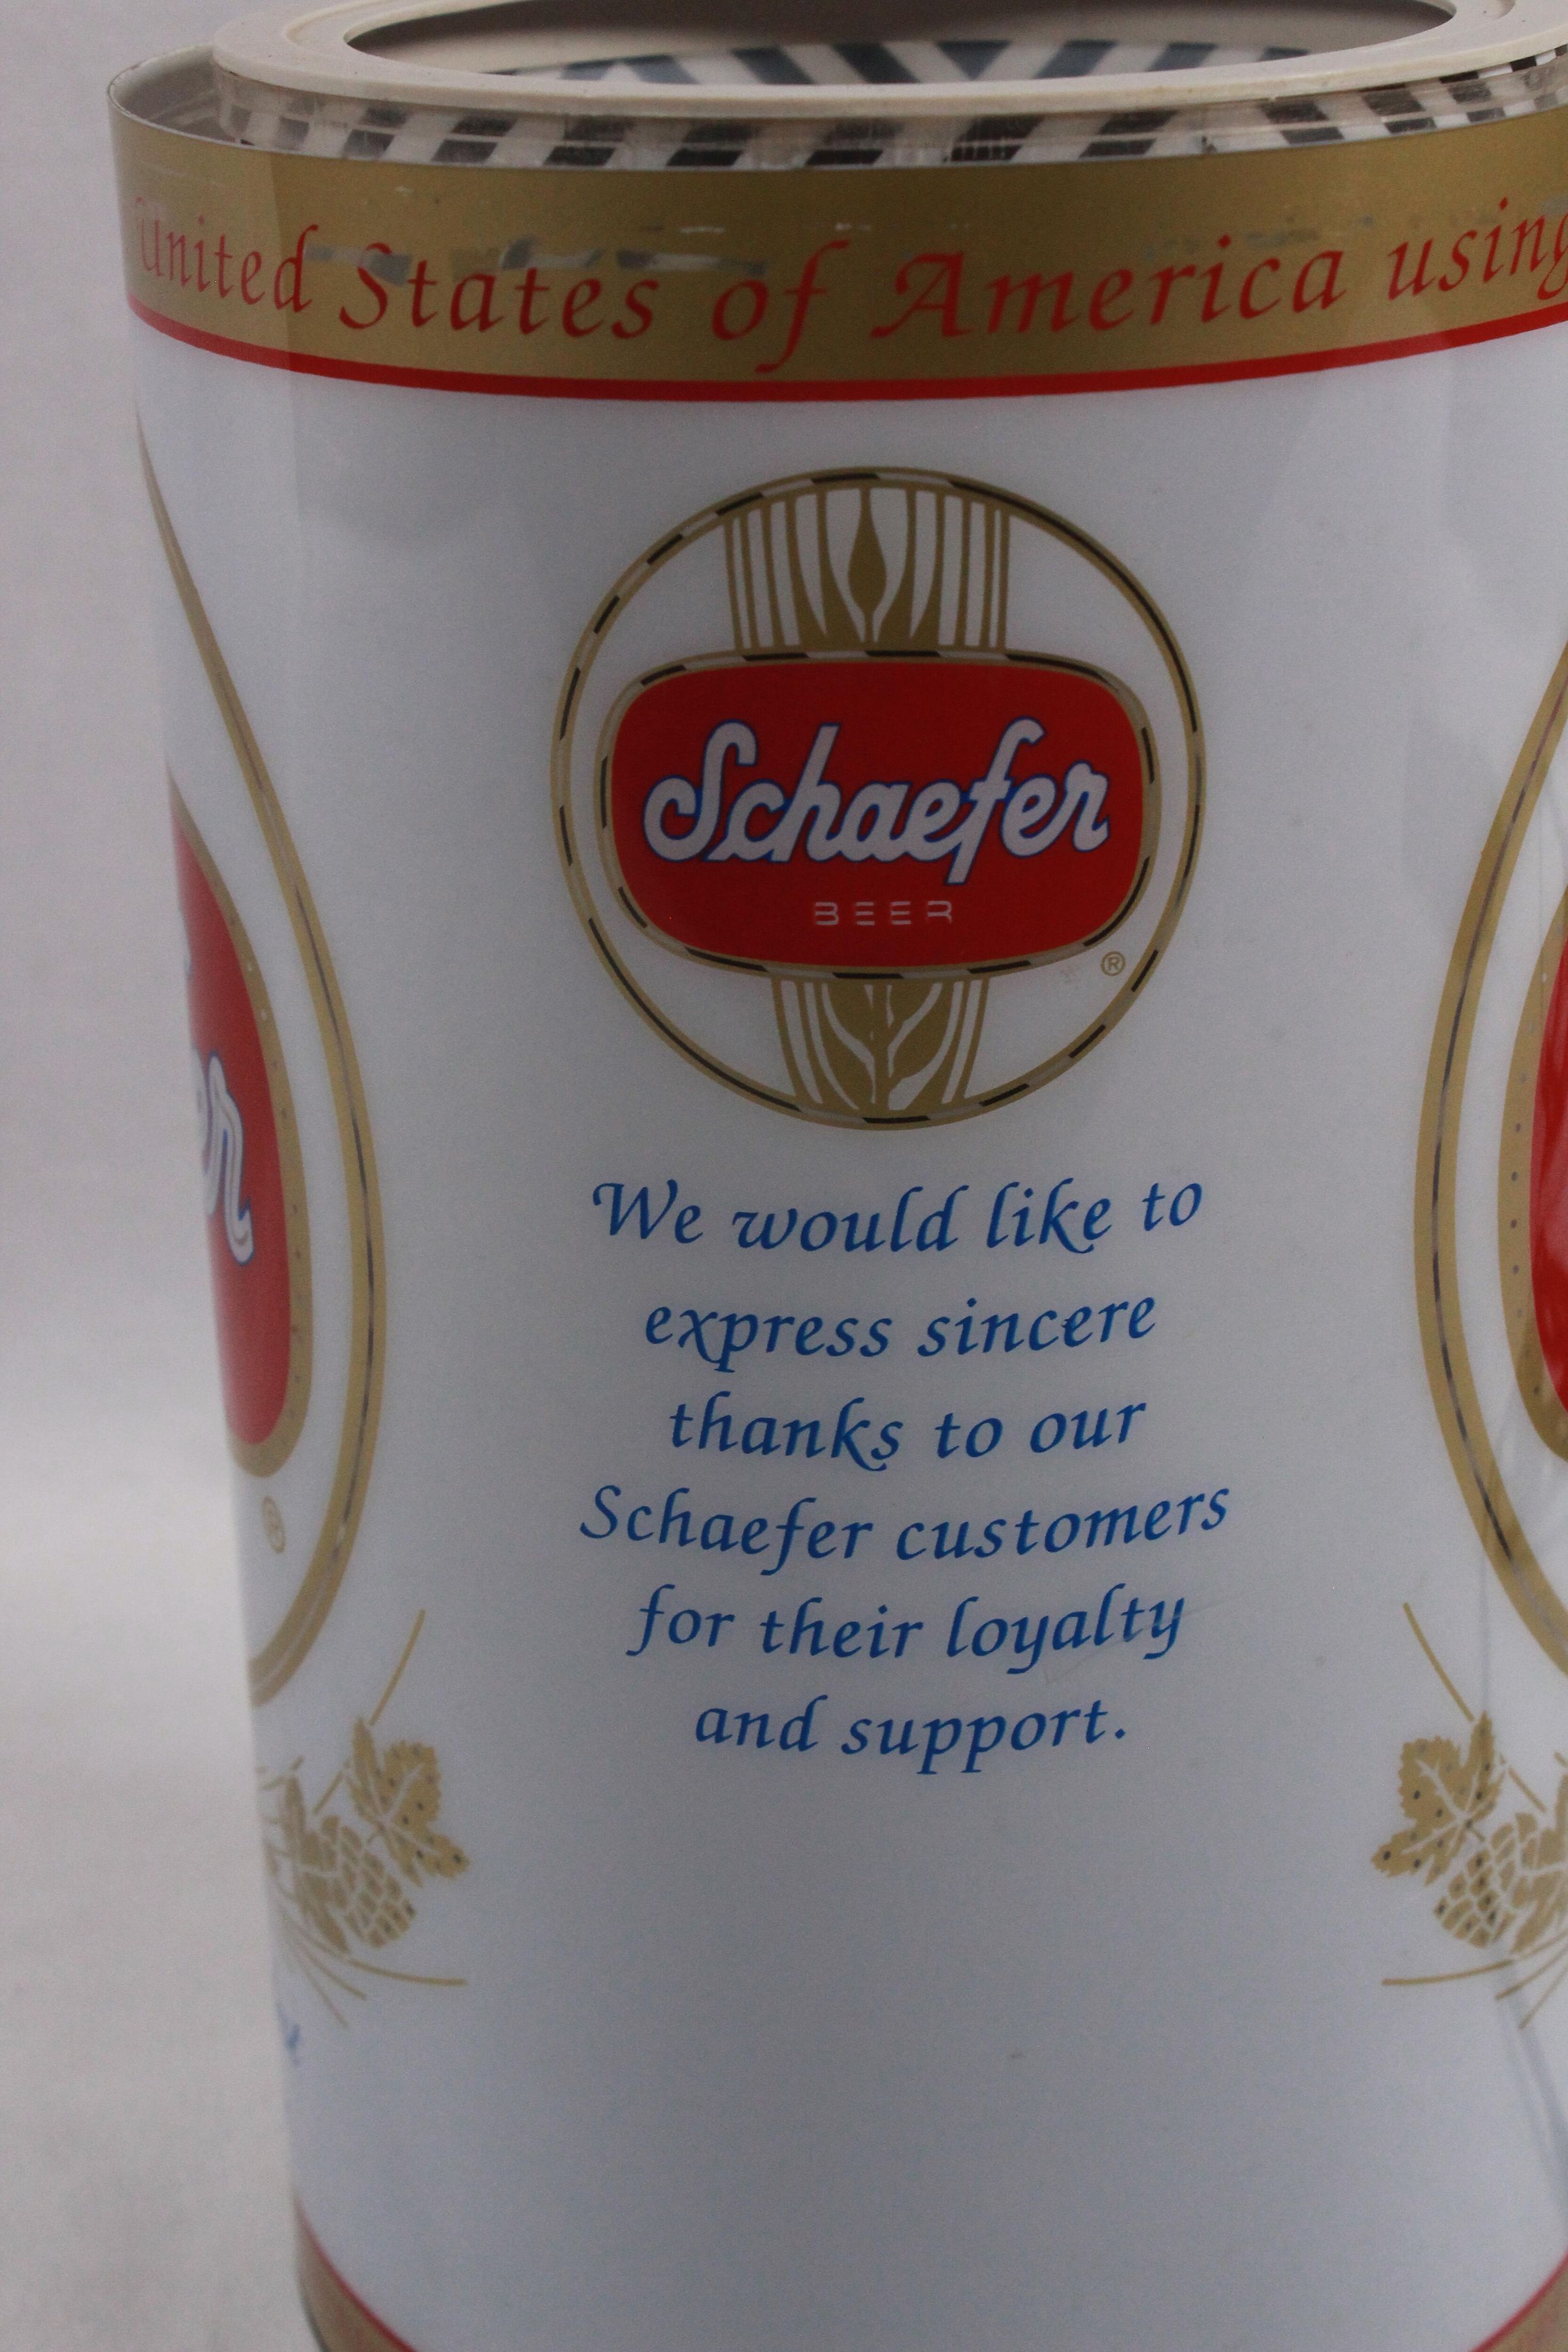 United States of America using
Schaefer
BEER
®
We would like to
express sincere
thanks to our
Schaefer customers
for their loyalty
and support.
er
®